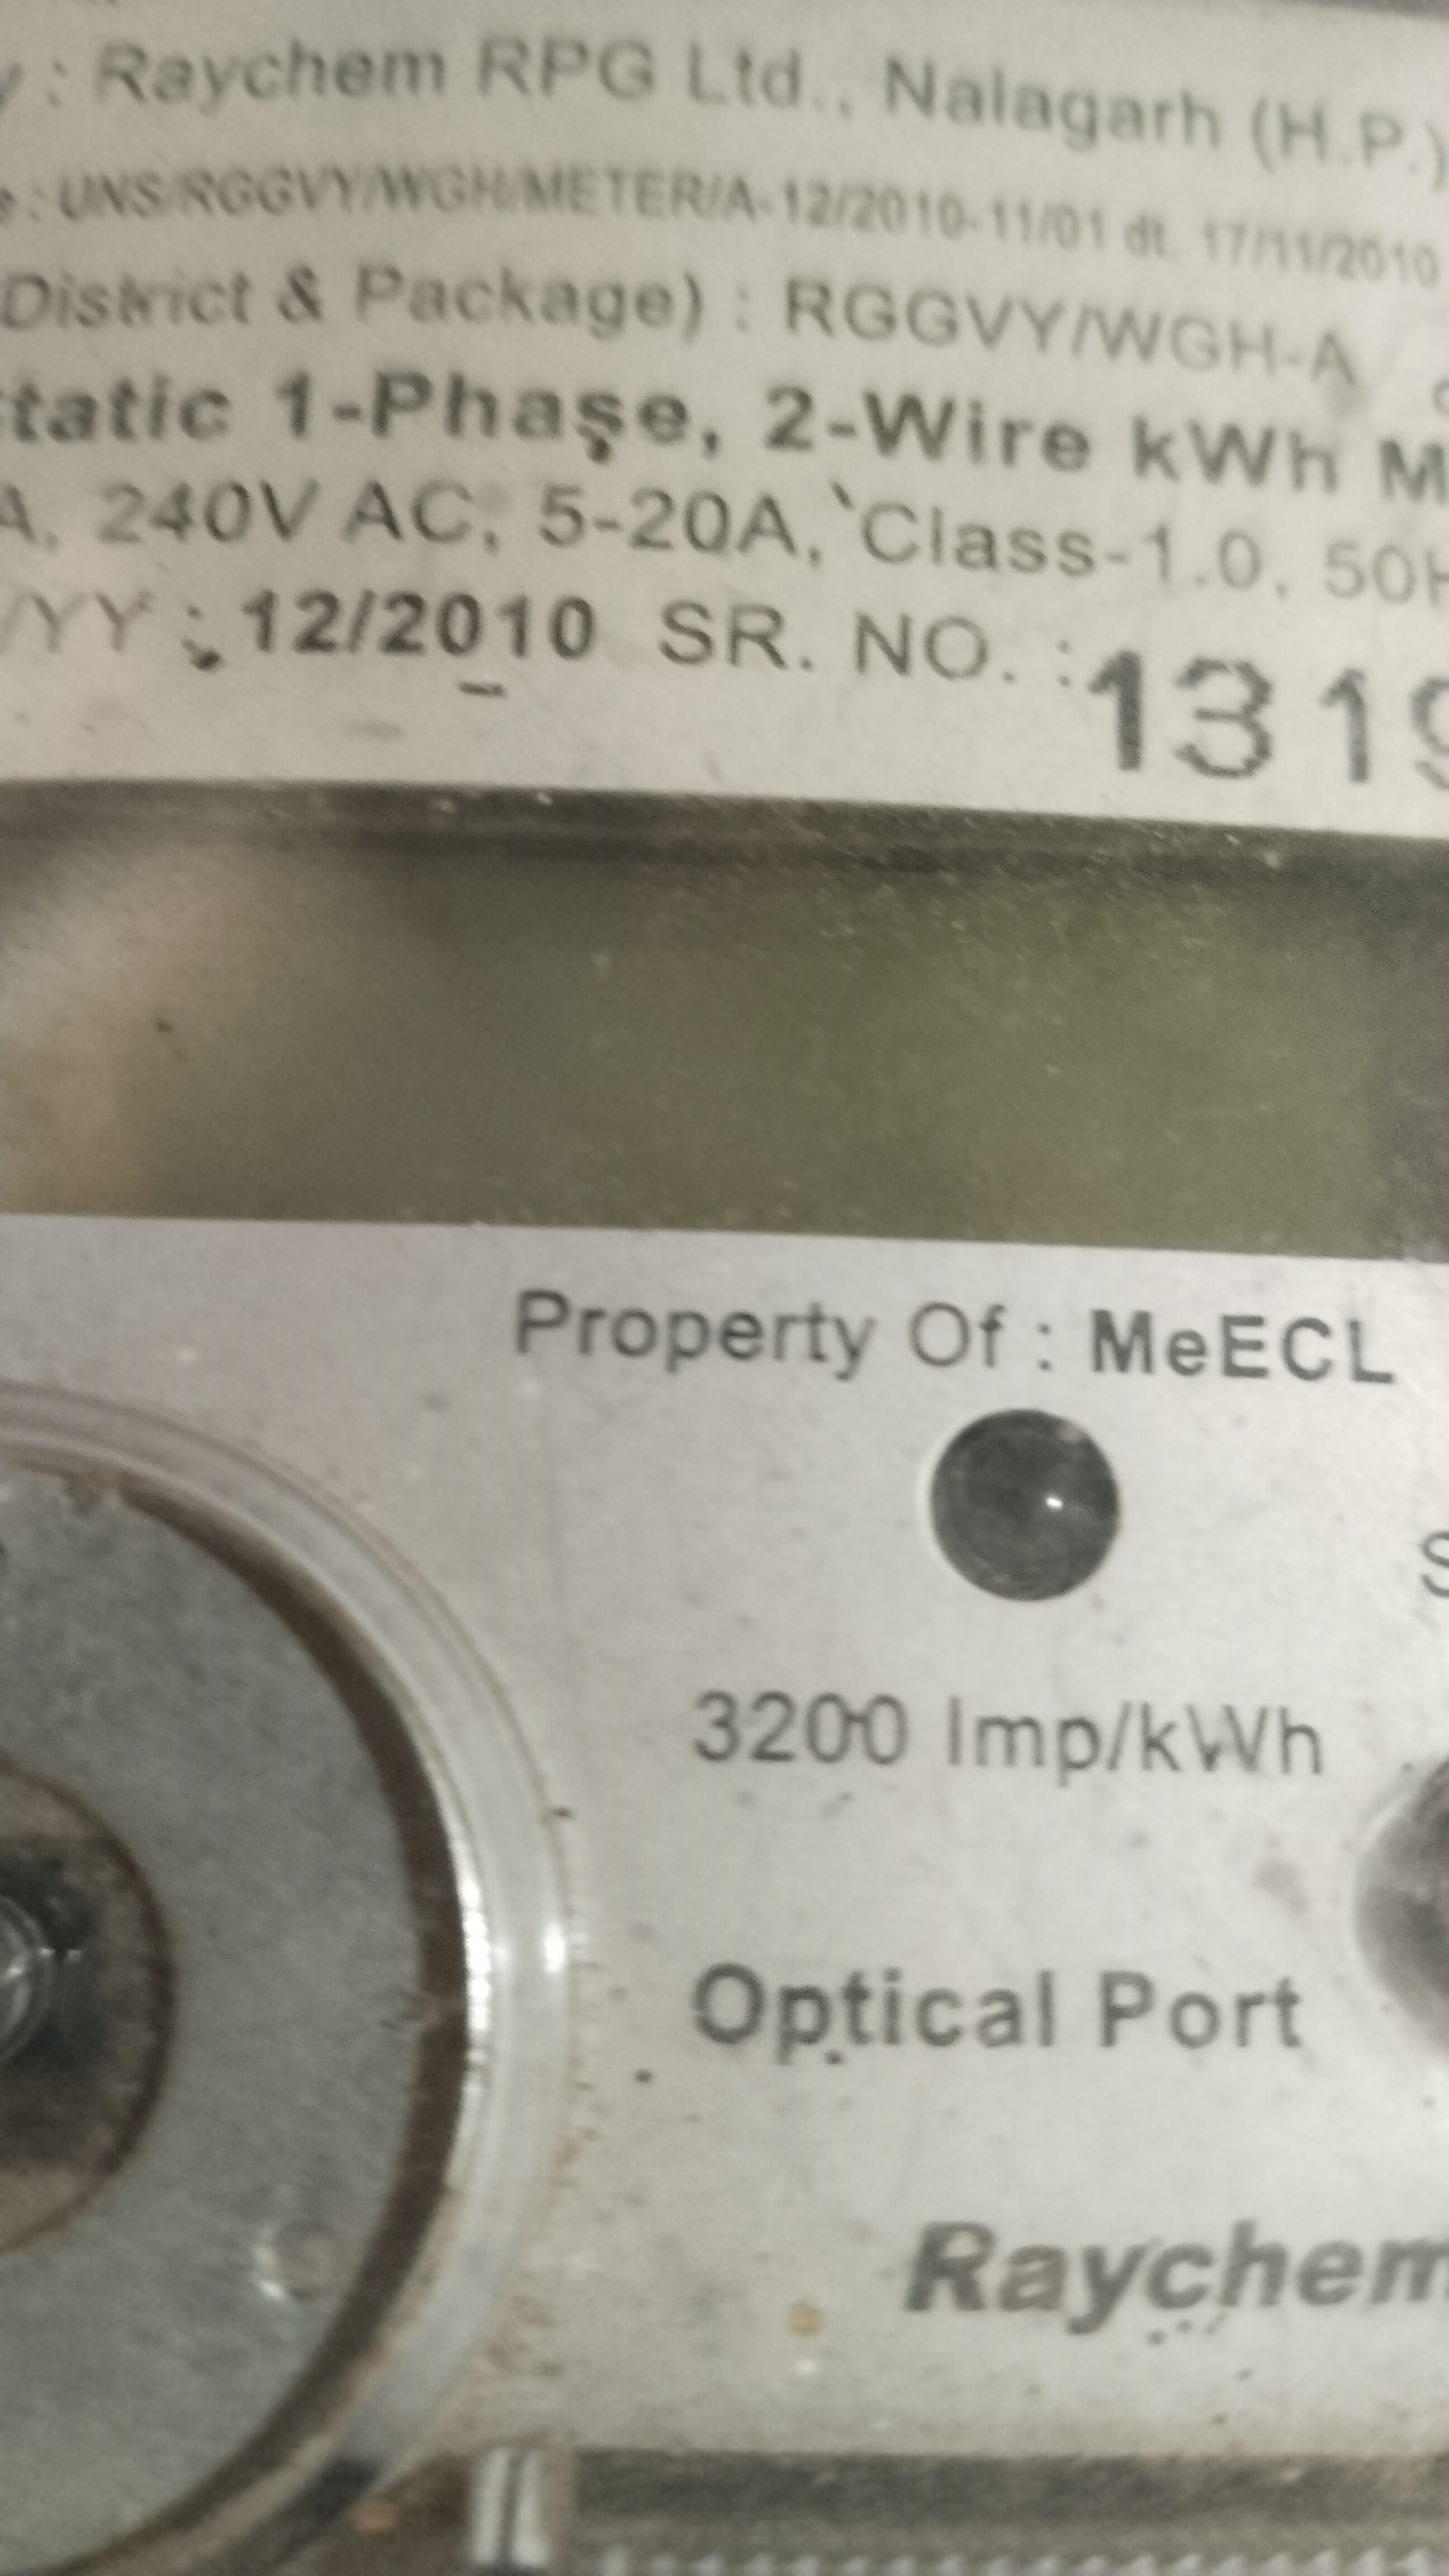 : Raychem RPG Ltd., Nalagarh (H.P.)
: UNS/RGGVY/WGH/METER/A-12/2010-11/01 dt. 17/11/2010
District & Package) : RGGVY/WGH-A
tatic 1-Phase, 2-Wire kWh M
A, 240V AC, 5-20A, Class-1.0, 50H
/YY : 12/2010 SR. NO. : 1319
Property Of : MeECL
S
3200 Imp/kWh
Optical Port
Raychem